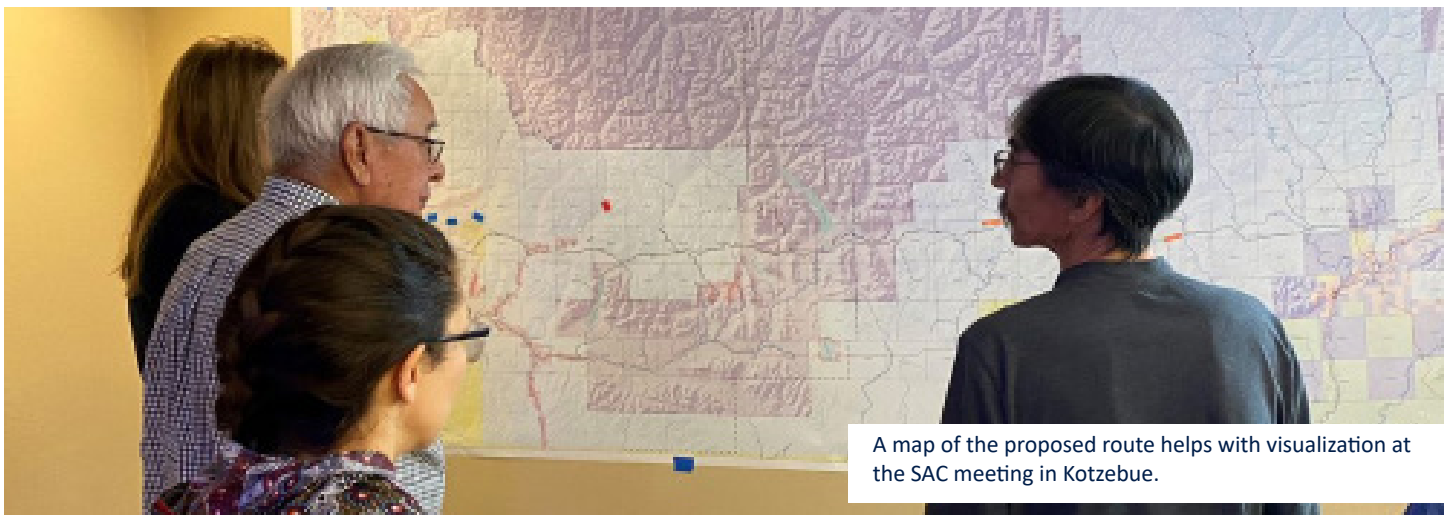 A map of the proposed route helps with visualization at
the SAC meeting in Kotzebue.